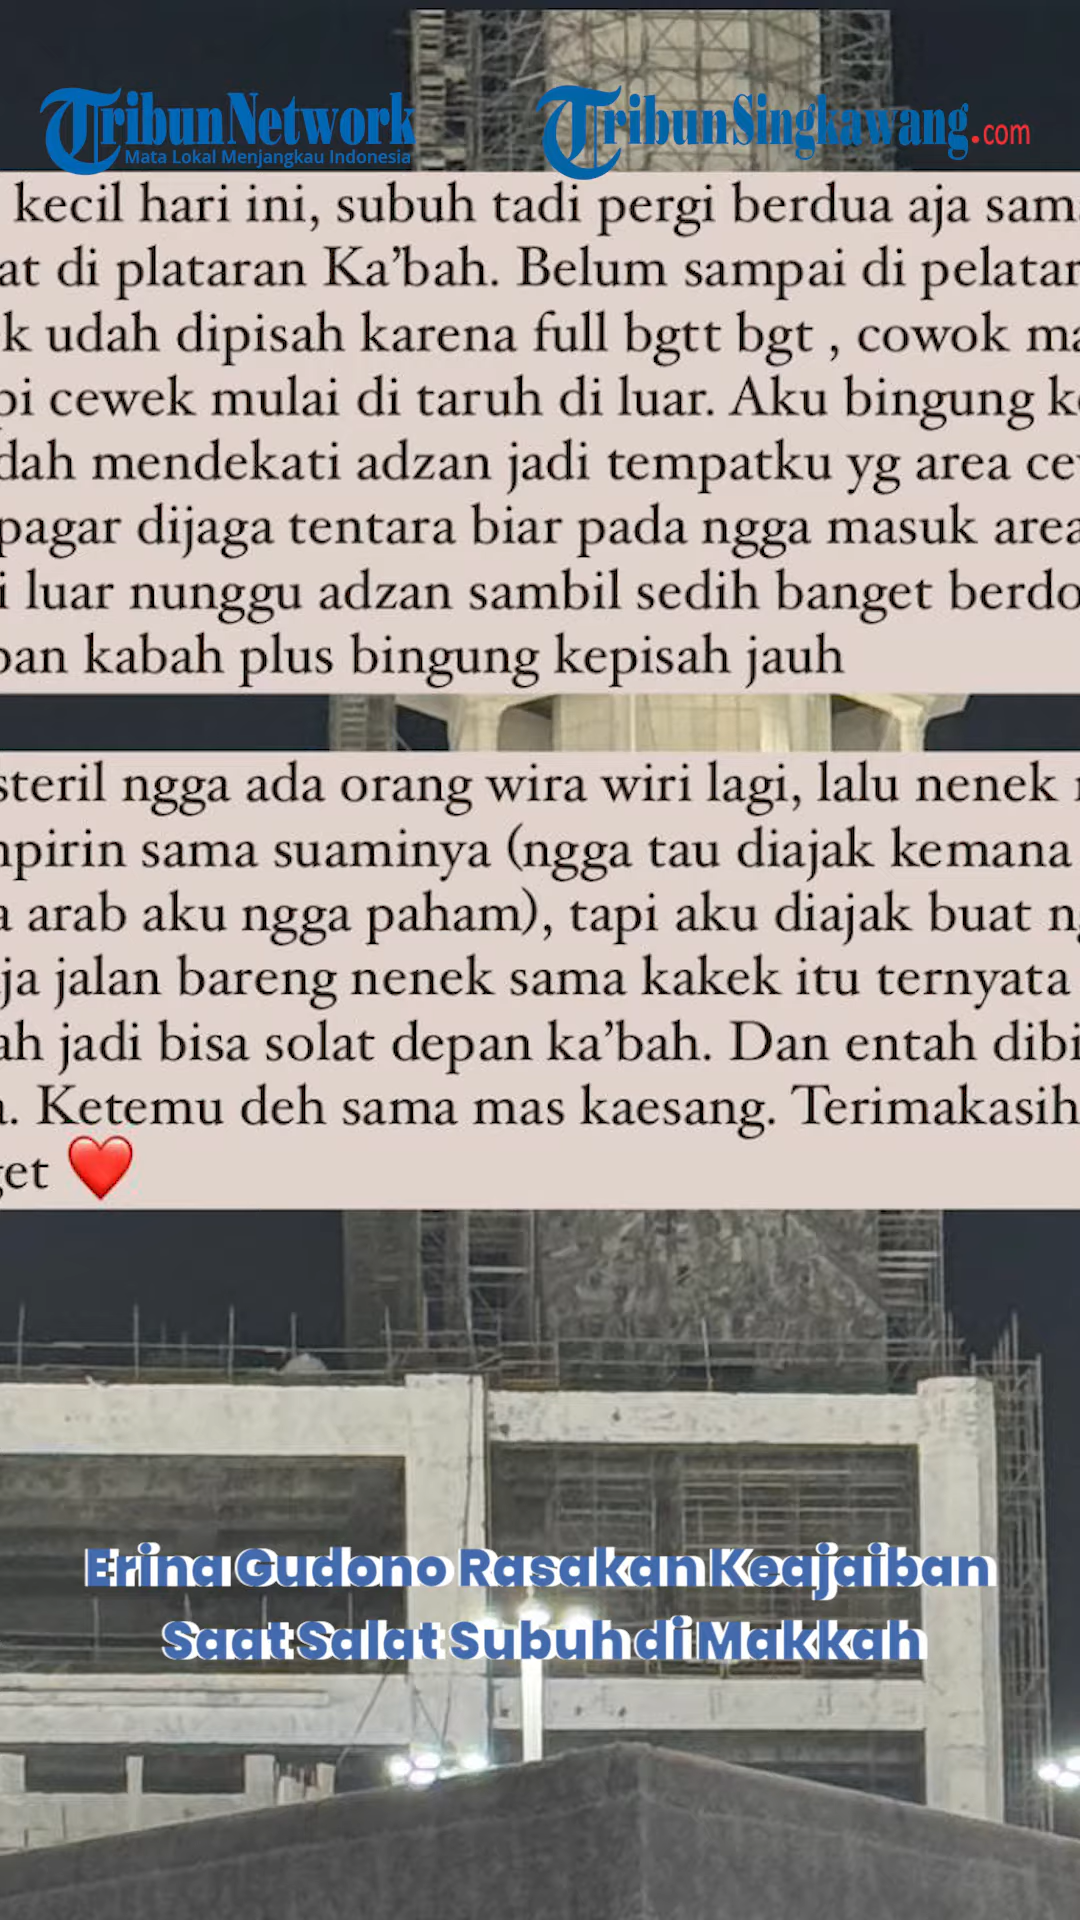 TribunNetwork
Mata Lokal Menjangkau Indonesia
TribunSingkawang.com
kecil hari ini, subuh tadi pergi berdua aja sam
at di plataran Ka’bah. Belum sampai di pelatar
k udah dipisah karena full bgtt bgt , cowok ma
pi cewek mulai di taruh di luar. Aku bingung k
dah mendekati adzan jadi tempatku yg area ce
pagar dijaga tentara biar pada ngga masuk area
i luar nunggu adzan sambil sedih banget berdo
pan kabah plus bingung kepisah jauh
steril ngga ada orang wira wiri lagi, lalu nenek
mpirin sama suaminya (ngga tau diajak kemana
a arab aku ngga paham), tapi aku diajak buat n
ja jalan bareng nenek sama kakek itu ternyata
ah jadi bisa solat depan ka’bah. Dan entah dibi
a. Ketemu deh sama mas kaesang. Terimakasih
get ❤️
Erina Gudono Rasakan Keajaiban
Saat Salat Subuh di Makkah